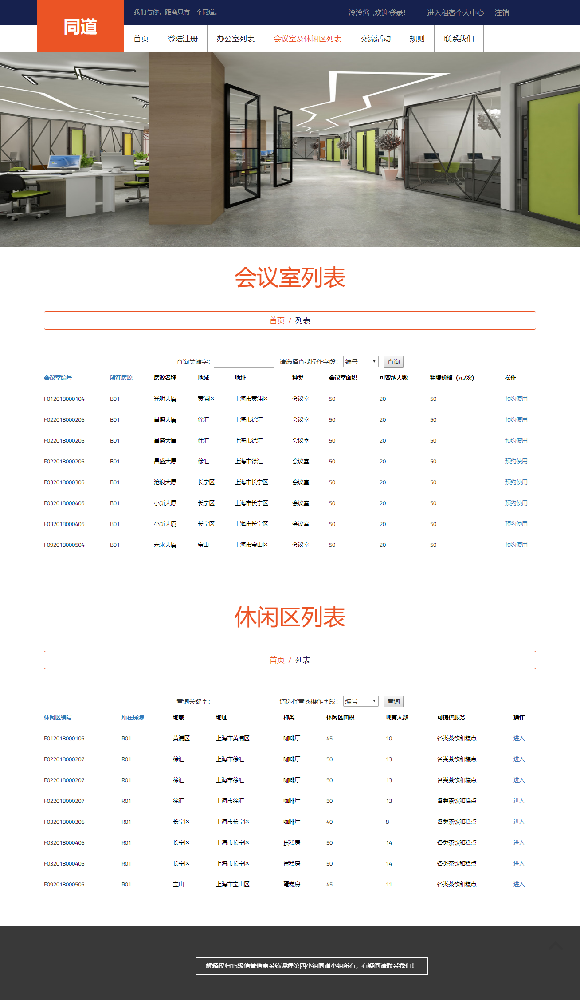 同道
我们与你，距离只有一个同道。
泠泠酱 ,欢迎登录！ 进入租客个人中心 注销
首页 登陆注册 办公室列表 会议室及休闲区列表 交流活动 规则 联系我们
会议室列表
首页 / 列表
查询关键字： 请选择查找操作字段： 编号 查询
会议室编号 所在房源 房源名称 地域 地址 种类 会议室面积 可容纳人数 租赁价格（元/次） 操作
F012018000104 B01 光明大厦 黄浦区 上海市黄浦区 会议室 50 20 50 预约使用
F022018000206 B01 昌盛大厦 徐汇 上海市徐汇 会议室 50 20 50 预约使用
F022018000206 B01 昌盛大厦 徐汇 上海市徐汇 会议室 50 20 50 预约使用
F022018000206 B01 昌盛大厦 徐汇 上海市徐汇 会议室 50 20 50 预约使用
F032018000305 B01 沧浪大厦 长宁区 上海市长宁区 会议室 50 20 50 预约使用
F032018000405 B01 小新大厦 长宁区 上海市长宁区 会议室 50 20 50 预约使用
F032018000405 B01 小新大厦 长宁区 上海市长宁区 会议室 50 20 50 预约使用
F092018000504 B01 未来大厦 宝山 上海市宝山区 会议室 50 20 50 预约使用
休闲区列表
首页 / 列表
查询关键字： 请选择查找操作字段： 编号 查询
休闲区编号 所在房源 地域 地址 种类 休闲区面积 现有人数 可提供服务 操作
F012018000105 R01 黄浦区 上海市黄浦区 咖啡厅 45 10 各类茶饮和糕点 进入
F022018000207 R01 徐汇 上海市徐汇 咖啡厅 50 13 各类茶饮和糕点 进入
F022018000207 R01 徐汇 上海市徐汇 咖啡厅 50 13 各类茶饮和糕点 进入
F022018000207 R01 徐汇 上海市徐汇 咖啡厅 50 13 各类茶饮和糕点 进入
F032018000306 R01 长宁区 上海市长宁区 咖啡厅 40 8 各类茶饮和糕点 进入
F032018000406 R01 长宁区 上海市长宁区 蛋糕房 50 14 各类茶饮和糕点 进入
F032018000406 R01 长宁区 上海市长宁区 蛋糕房 50 14 各类茶饮和糕点 进入
F092018000505 R01 宝山 上海市宝山区 蛋糕房 45 11 各类茶饮和糕点 进入
解释权归15级信管信息系统课程第四小组同道小组所有，有疑问请联系我们！